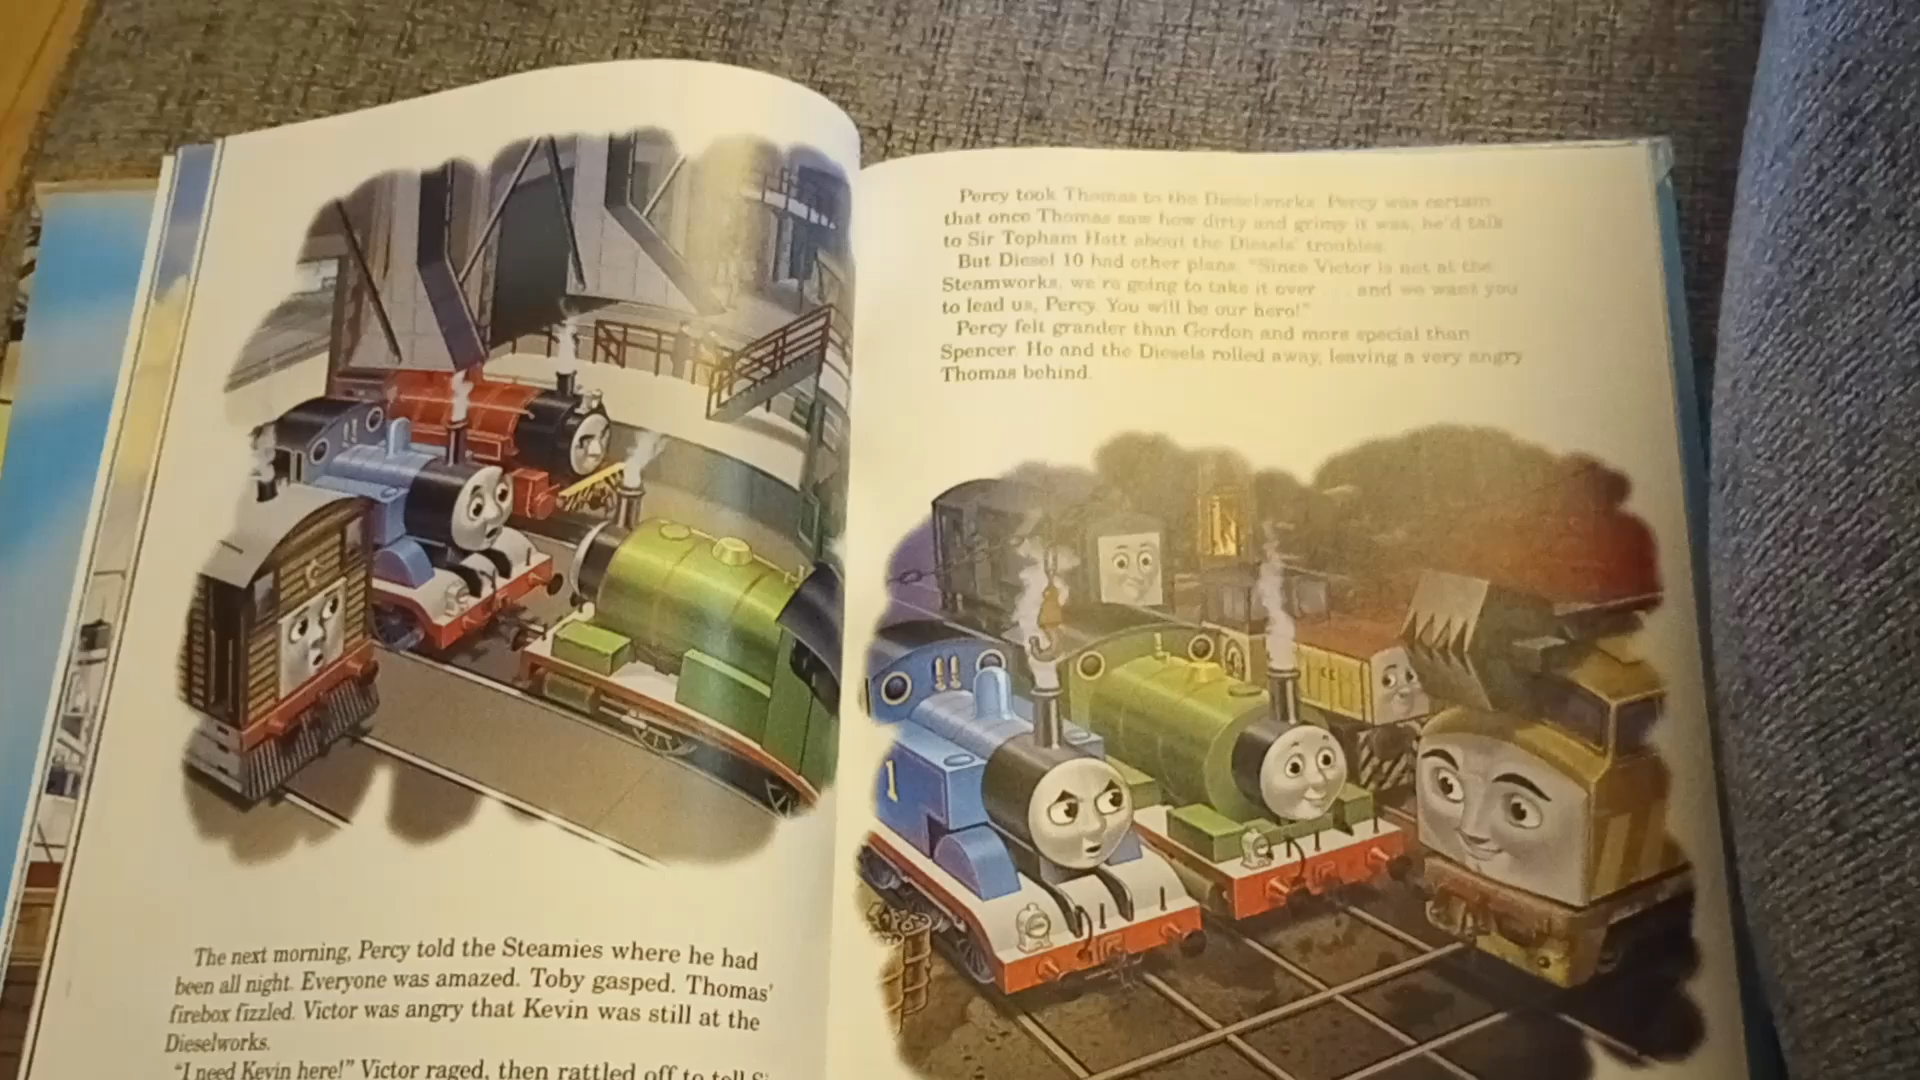 The next morning, Percy told the Steamies where he had
been all night. Everyone was amazed. Toby gasped. Thomas'
firebox fizzled. Victor was angry that Kevin was still at the
Dieselworks.
"I need Kevin here!" Victor raged, then rattled off to tell
Percy took Thomas to the Dieselworks. Percy was certain
that once Thomas saw how dirty and grimy it was, he'd talk
to Sir Topham Hatt about the Diesels' troubles.
But Diesel 10 had other plans. "Since Victor is not at the
Steamworks, we're going to take it over . . . and we want you
to lead us, Percy. You will be our hero!"
Percy felt grander than Gordon and more special than
Spencer. He and the Diesels rolled away, leaving a very angry
Thomas behind.
1